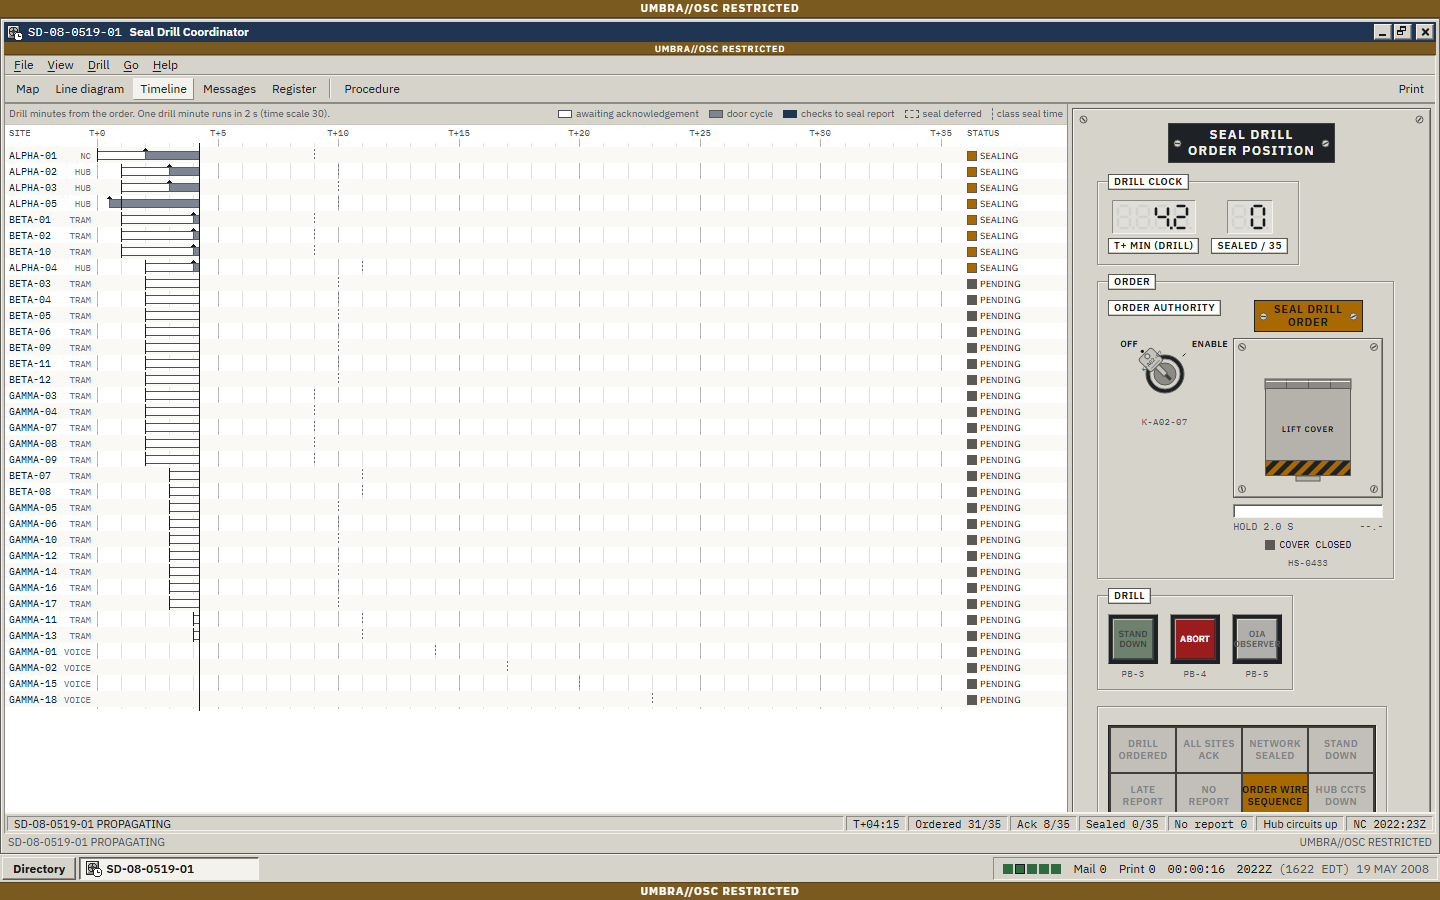 UMBRA//OSC RESTRICTED
SD-08-0519-01 Seal Drill Coordinator
UMBRA//OSC RESTRICTED
File View Drill Go Help
Map Line diagram Timeline Messages Register Procedure Print
Drill minutes from the order. One drill minute runs in 2 s (time scale 30).
awaiting acknowledgement door cycle checks to seal report seal deferred class seal time
SITE T+0 T+5 T+10 T+15 T+20 T+25 T+30 T+35 STATUS
ALPHA-01 NC SEALING
ALPHA-02 HUB SEALING
ALPHA-03 HUB SEALING
ALPHA-05 HUB SEALING
BETA-01 TRAM SEALING
BETA-02 TRAM SEALING
BETA-10 TRAM SEALING
ALPHA-04 HUB SEALING
BETA-03 TRAM PENDING
BETA-04 TRAM PENDING
BETA-05 TRAM PENDING
BETA-06 TRAM PENDING
BETA-09 TRAM PENDING
BETA-11 TRAM PENDING
BETA-12 TRAM PENDING
GAMMA-03 TRAM PENDING
GAMMA-04 TRAM PENDING
GAMMA-07 TRAM PENDING
GAMMA-08 TRAM PENDING
GAMMA-09 TRAM PENDING
BETA-07 TRAM PENDING
BETA-08 TRAM PENDING
GAMMA-05 TRAM PENDING
GAMMA-06 TRAM PENDING
GAMMA-10 TRAM PENDING
GAMMA-12 TRAM PENDING
GAMMA-14 TRAM PENDING
GAMMA-16 TRAM PENDING
GAMMA-17 TRAM PENDING
GAMMA-11 TRAM PENDING
GAMMA-13 TRAM PENDING
GAMMA-01 VOICE PENDING
GAMMA-02 VOICE PENDING
GAMMA-15 VOICE PENDING
GAMMA-18 VOICE PENDING
SEAL DRILL
ORDER POSITION
DRILL CLOCK
4.2 0
T+ MIN (DRILL) SEALED / 35
ORDER
ORDER AUTHORITY
SEAL DRILL
ORDER
OFF ENABLE
K-A02-07
LIFT COVER
HOLD 2.0 S --.-
COVER CLOSED
HS-0433
DRILL
STAND
DOWN
ABORT
OIA
OBSERVER
PB-3 PB-4 PB-5
DRILL
ORDERED
ALL SITES
ACK
NETWORK
SEALED
STAND
DOWN
LATE
REPORT
NO
REPORT
ORDER WIRE
SEQUENCE
HUB CCTS
DOWN
SD-08-0519-01 PROPAGATING T+04:15 Ordered 31/35 Ack 8/35 Sealed 0/35 No report 0 Hub circuits up NC 2022:23Z
SD-08-0519-01 PROPAGATING UMBRA//OSC RESTRICTED
Directory SD-08-0519-01 Mail 0 Print 0 00:00:16 2022Z (1622 EDT) 19 MAY 2008
UMBRA//OSC RESTRICTED